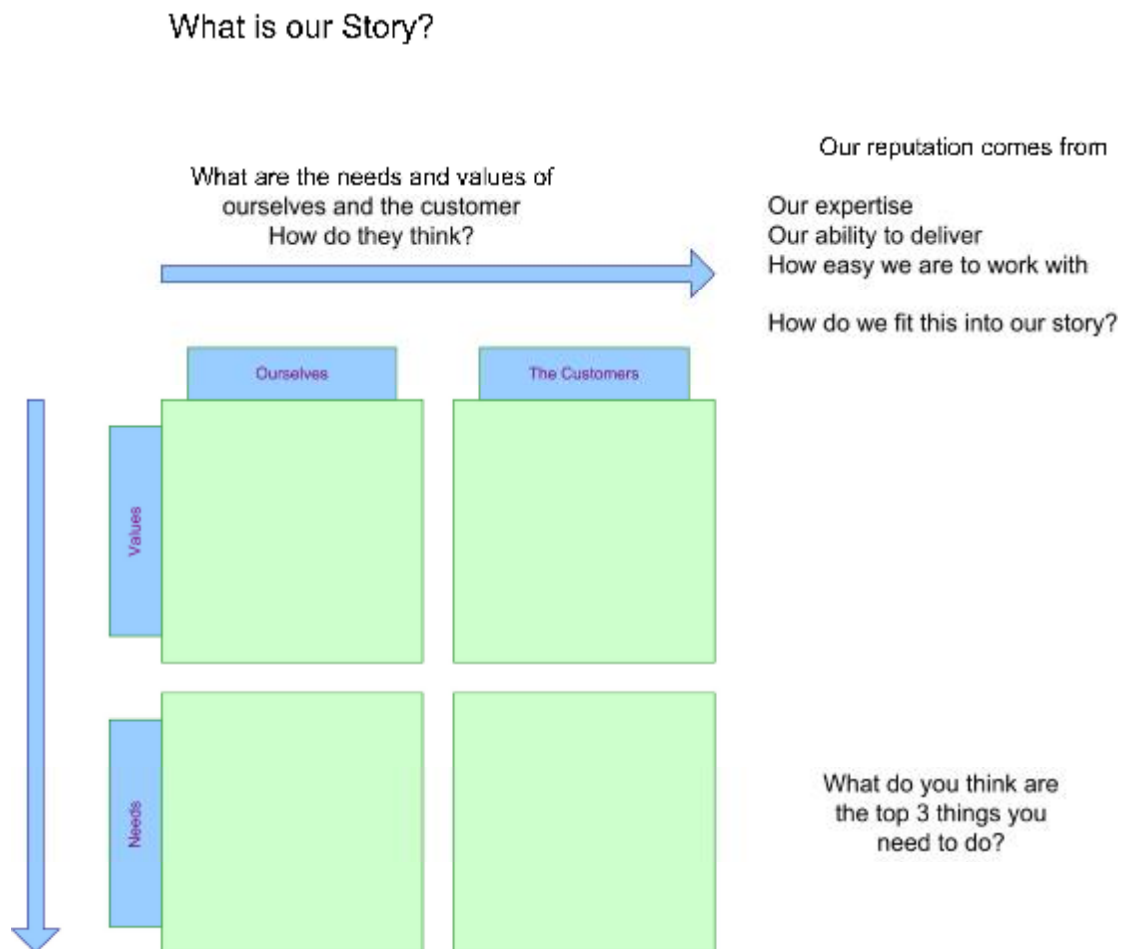 What is our Story?
Our reputation comes from
What are the needs and values of
ourselves and the customer
How do they think?
Our expertise
Our ability to deliver
How easy we are to work with
How do we fit this into our story?
Ourselves
The Customers
Values
Needs
What do you think are
the top 3 things you
need to do?